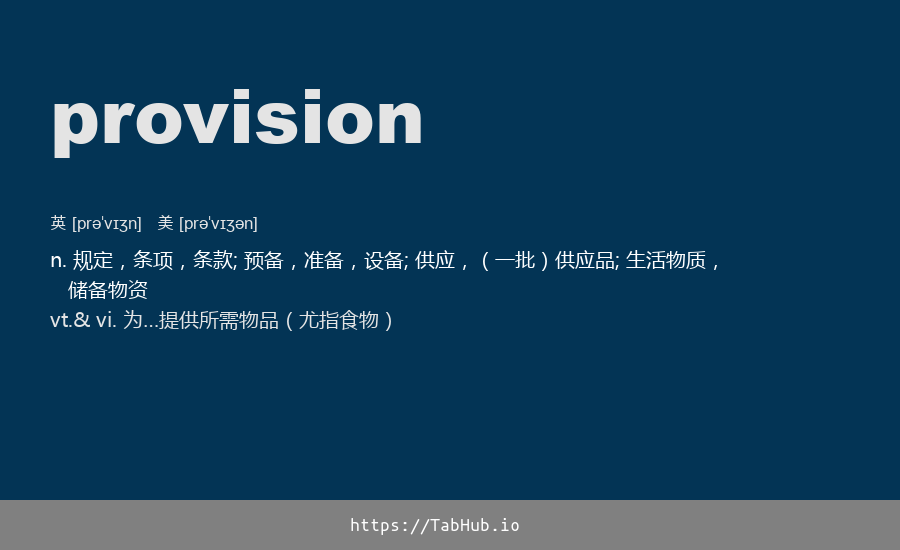 provision
英 [prəˈvɪʒn] 美 [prəˈvɪʒən]
n. 规定，条项，条款; 预备，准备，设备; 供应，（一批）供应品; 生活物质，
储备物资
vt.& vi. 为...提供所需物品（尤指食物）
https://TabHub.io